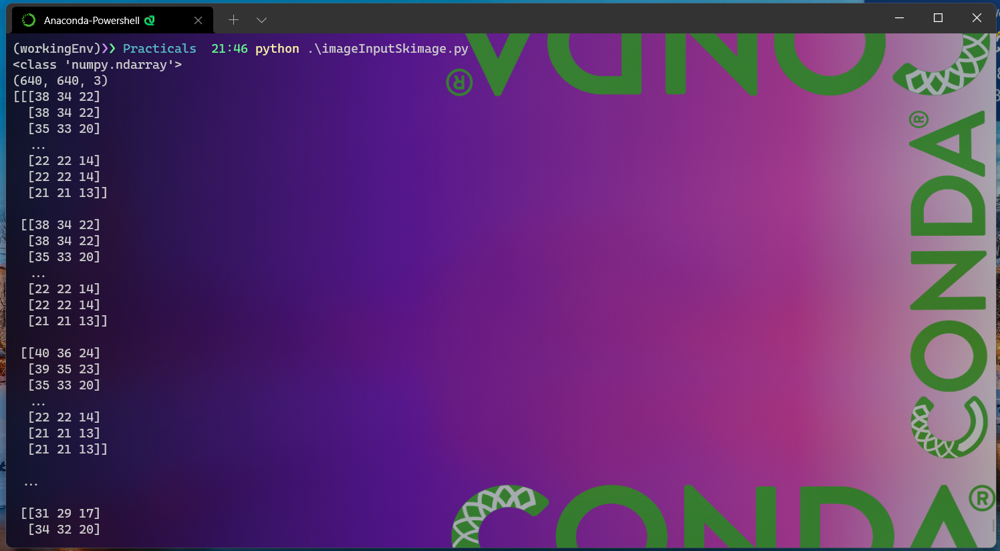 Anaconda-Powershell
(workingEnv)❯❯ Practicals 21:46 python .\imageInputSkimage.py
<class 'numpy.ndarray'>
(640, 640, 3)
[[[38 34 22]
[38 34 22]
[35 33 20]
...
[22 22 14]
[22 22 14]
[21 21 13]]
[[38 34 22]
[38 34 22]
[35 33 20]
...
[22 22 14]
[22 22 14]
[21 21 13]]
[[40 36 24]
[39 35 23]
[35 33 20]
...
[22 22 14]
[21 21 13]
[21 21 13]]
...
[[31 29 17]
[34 32 20]
CONDA®
CONDA®
CONDA®